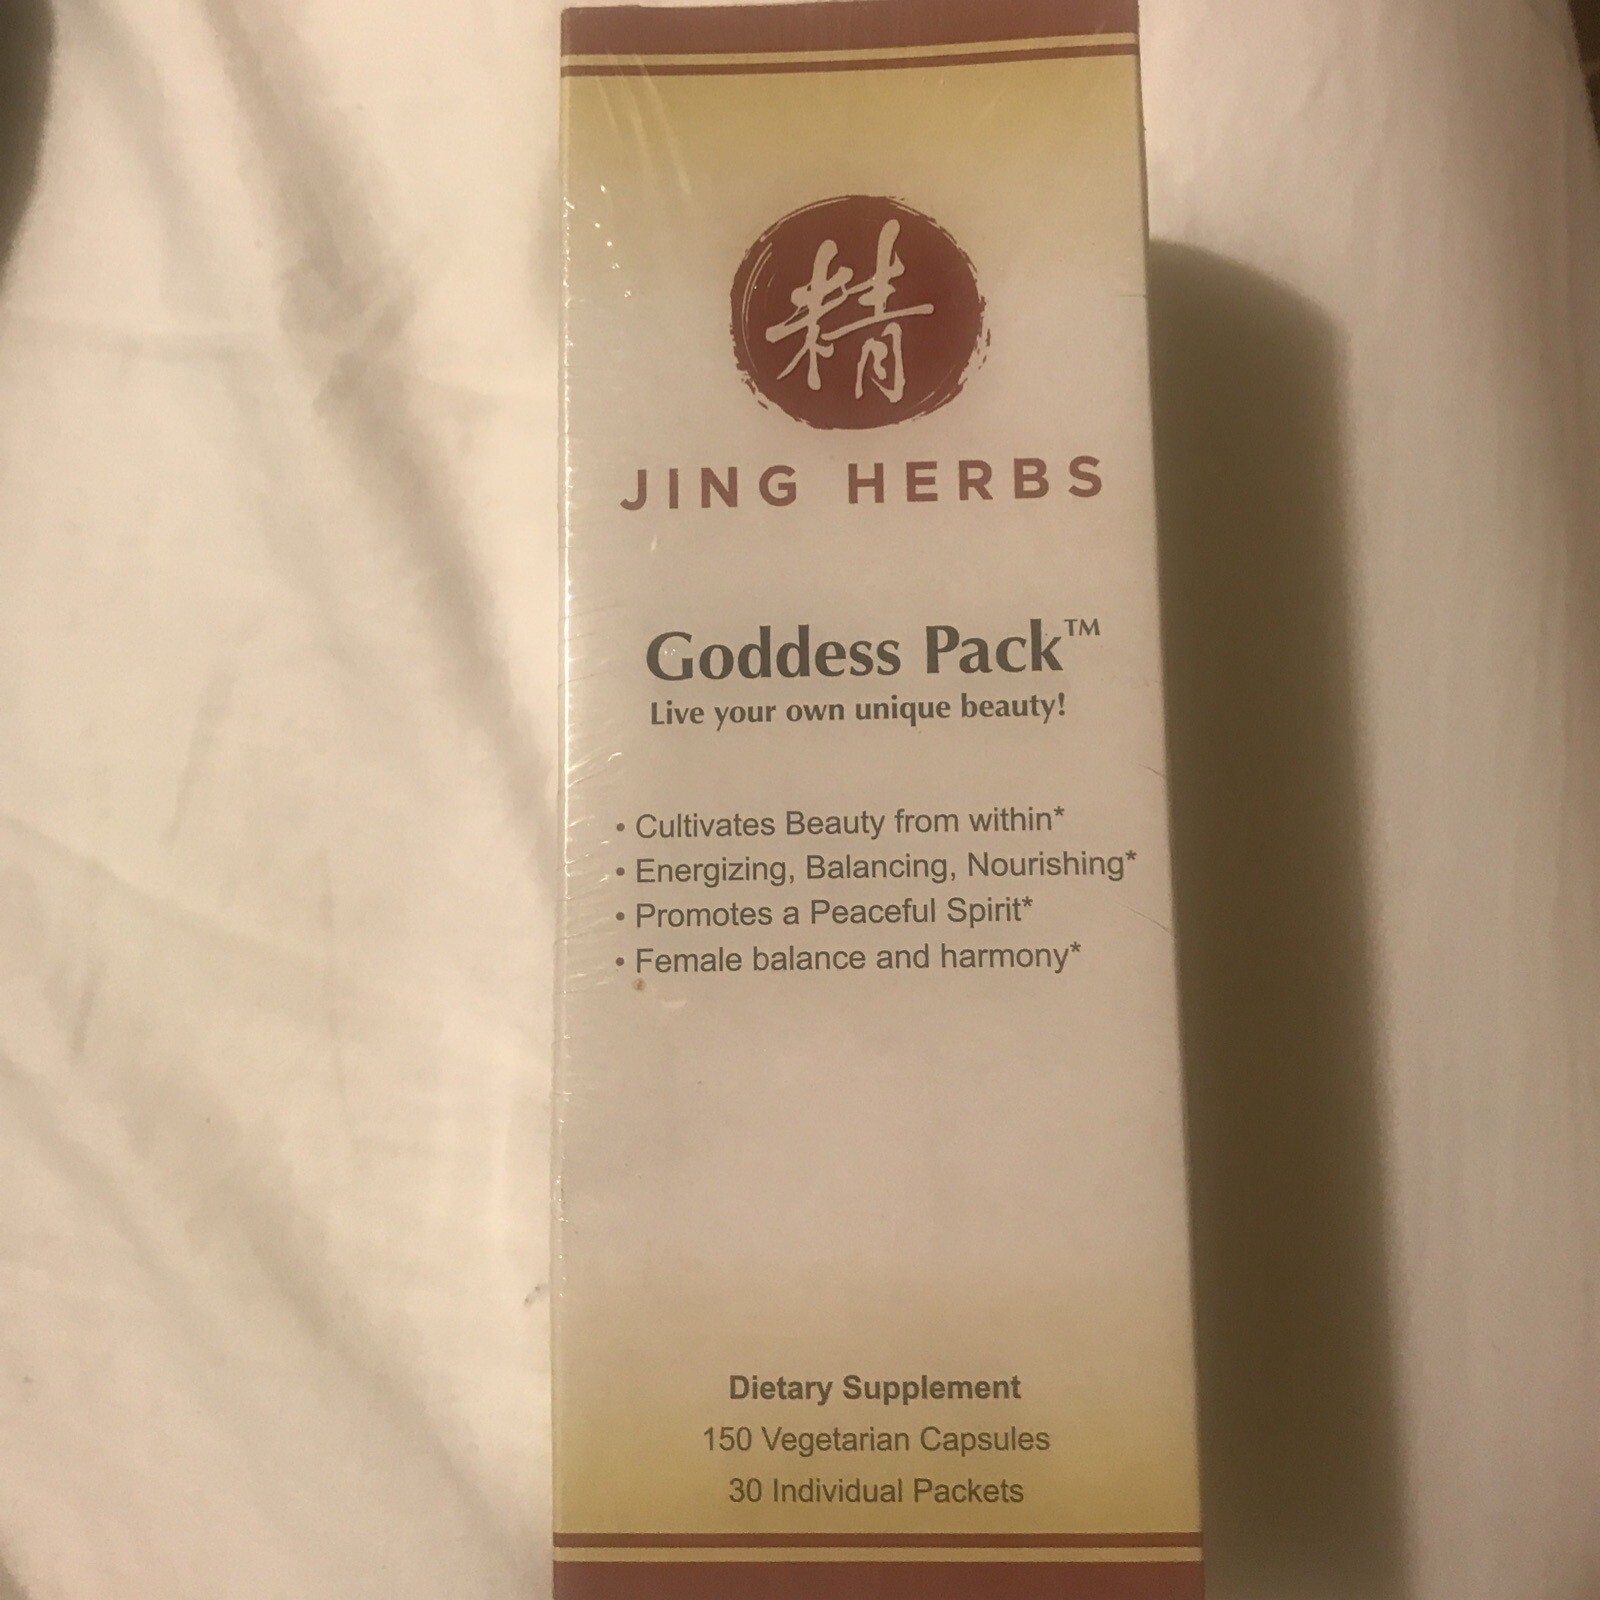 精
JING HERBS
Goddess Pack™
Live your own unique beauty!
• Cultivates Beauty from within*
• Energizing, Balancing, Nourishing*
• Promotes a Peaceful Spirit*
• Female balance and harmony*
Dietary Supplement
150 Vegetarian Capsules
30 Individual Packets